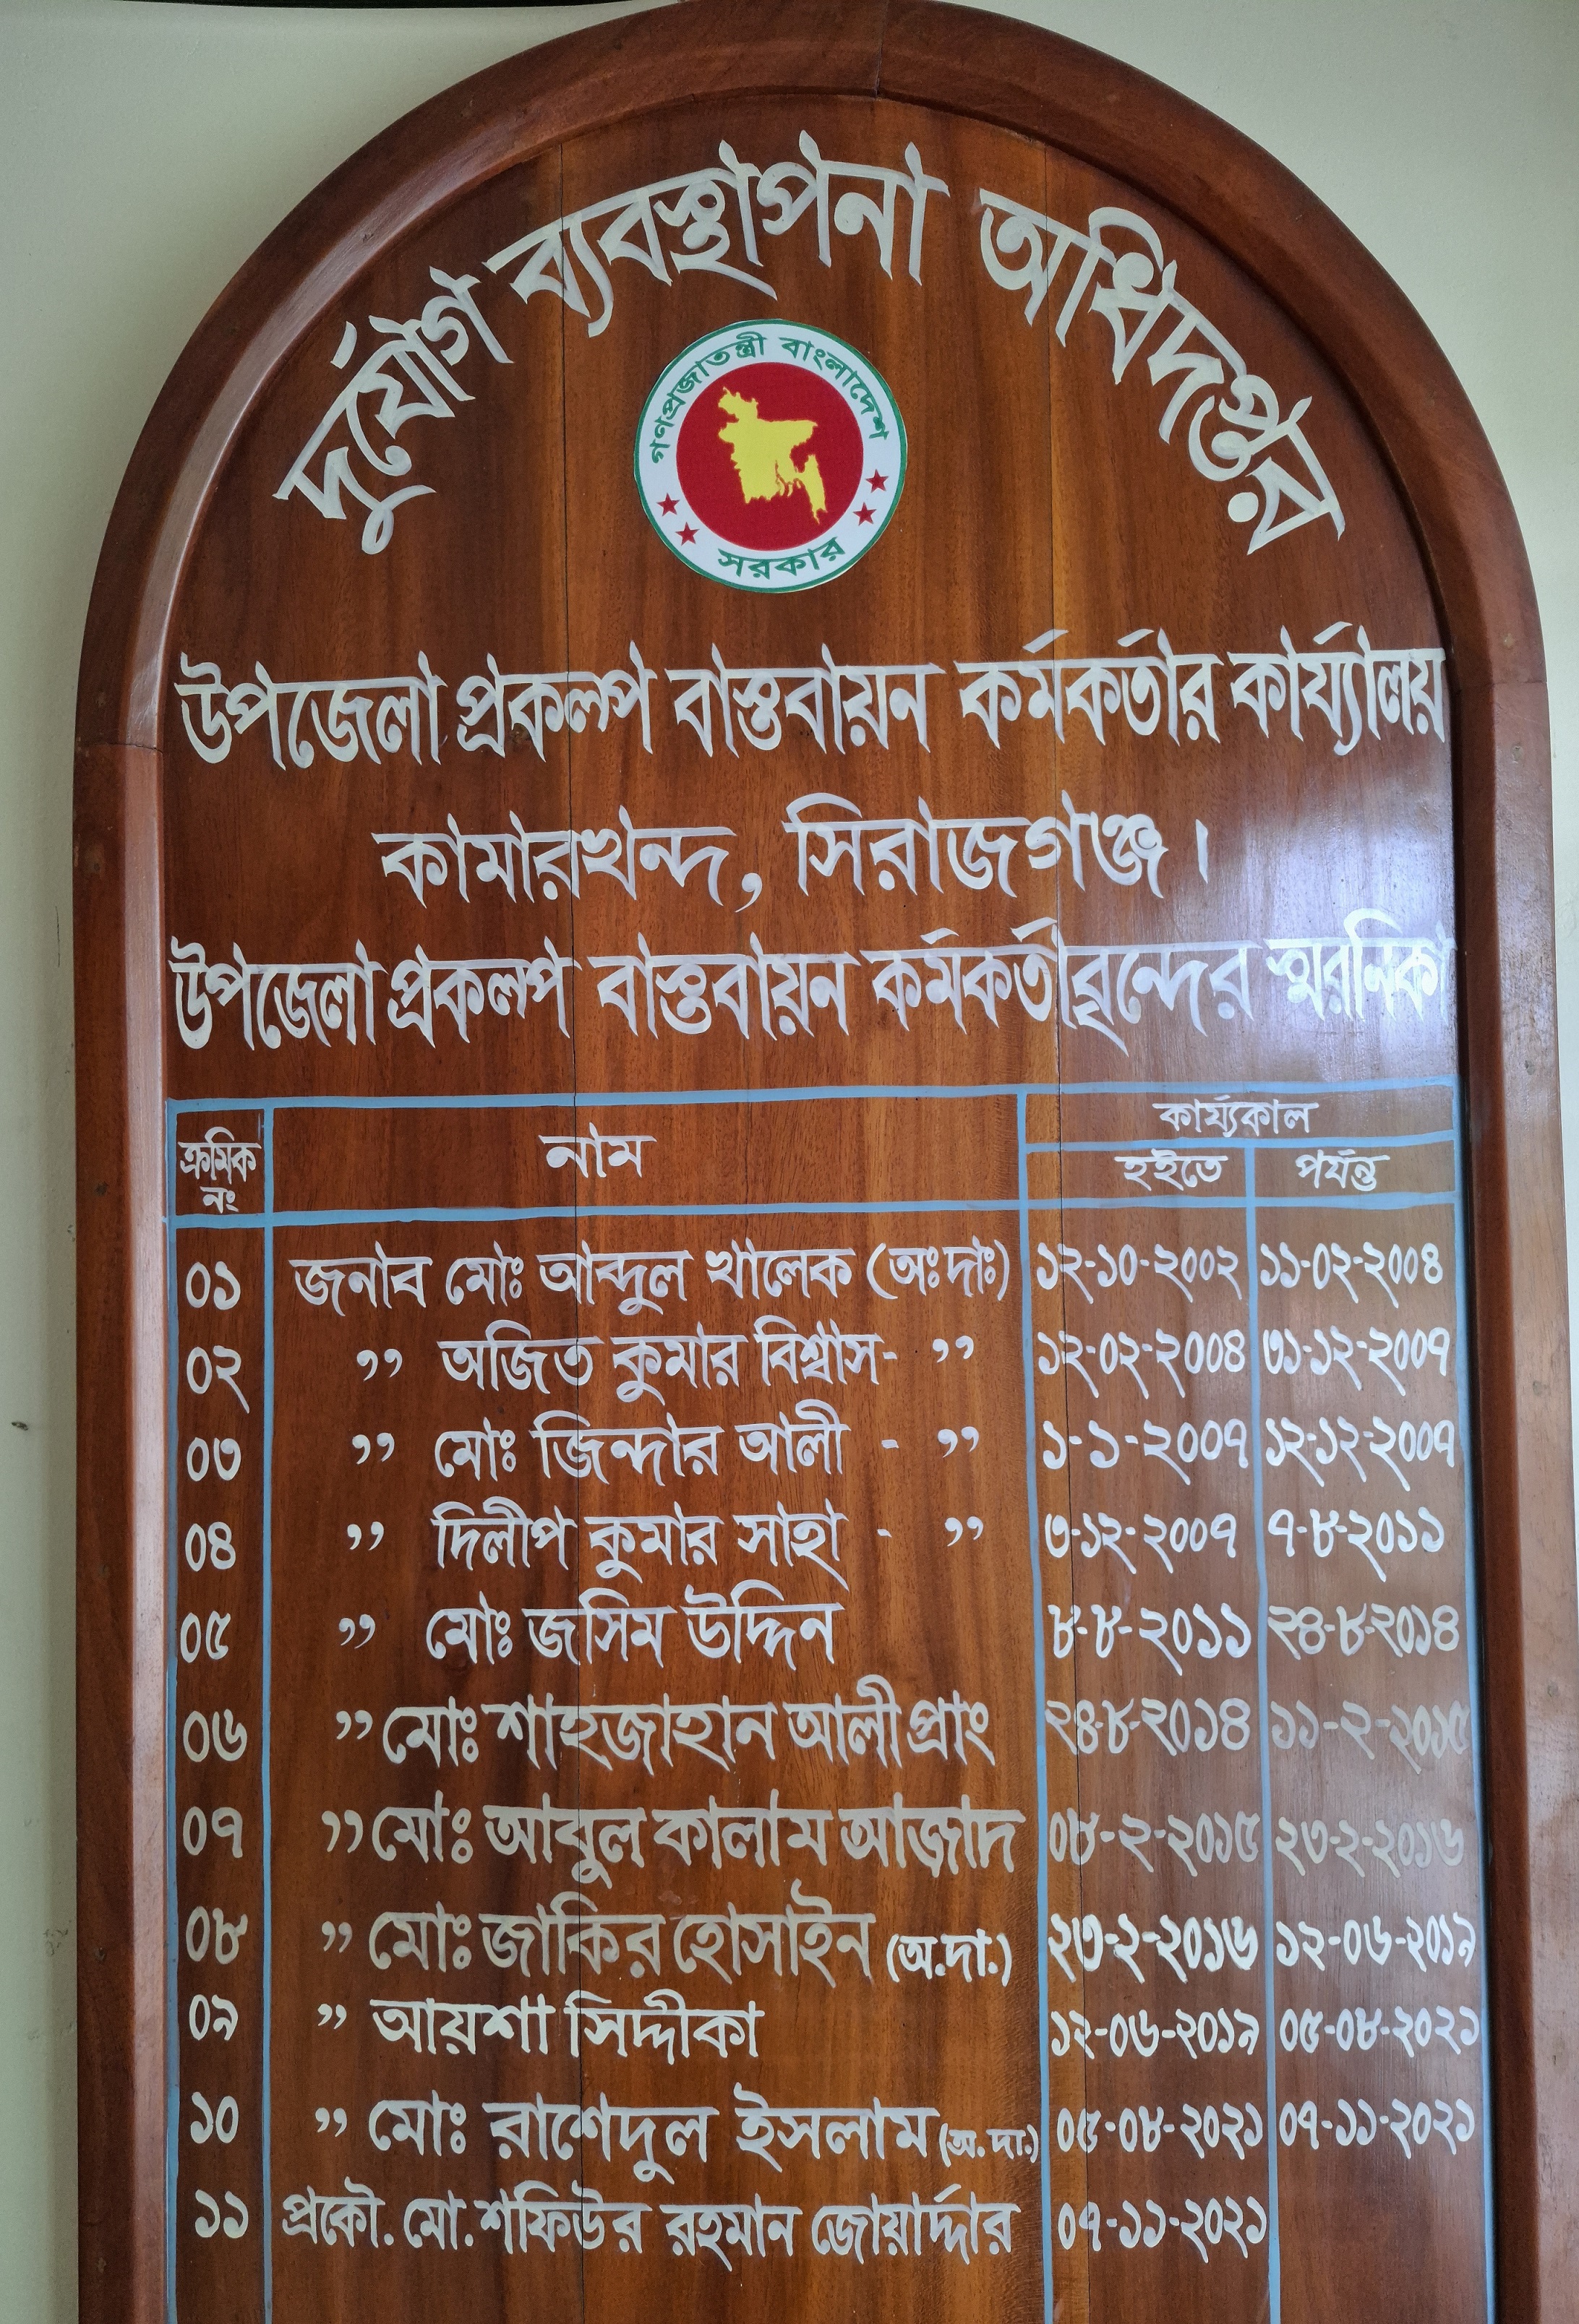 দুর্যোগ ব্যবস্থাপনা অধিদপ্তর
গণপ্রজাতন্ত্রী বাংলাদেশ
সরকার
উপজেলা প্রকল্প বাস্তবায়ন কর্মকর্তার কার্য্যালয়
কামারখন্দ, সিরাজগঞ্জ।
উপজেলা প্রকল্প বাস্তবায়ন কর্মকর্তাবৃন্দের স্মরনিকা
ক্রমিক নং নাম কার্য্যকাল
হইতে পর্যন্ত
০১ জনাব মোঃ আব্দুল খালেক (অঃদাঃ) ১২-১০-২০০২ ১১-০২-২০০৪
০২ ,, অজিত কুমার বিশ্বাস- ,, ১২-০২-২০০৪ ৩১-১২-২০০৭
০৩ ,, মোঃ জিন্দার আলী - ,, ১-১-২০০৭ ১২-১২-২০০৭
০৪ ,, দিলীপ কুমার সাহা - ,, ৩-১২-২০০৭ ৭-৮-২০১১
০৫ ,, মোঃ জসিম উদ্দিন ৮-৮-২০১১ ২৪-৮-২০১৪
০৬ ,, মোঃ শাহজাহান আলী প্রাং ২৪-৮-২০১৪ ১১-২-২০১৫
০৭ ,, মোঃ আবুল কালাম আজাদ ০৮-২-২০১৫ ২৩-২-২০১৬
০৮ ,, মোঃ জাকির হোসাইন (অ.দা.) ২৩-২-২০১৬ ১২-০৬-২০১৯
০৯ ,, আয়শা সিদ্দীকা ১২-০৬-২০১৯ ০৫-০৮-২০২১
১০ ,, মোঃ রাশেদুল ইসলাম (অ.দা.) ০৫-০৮-২০২১ ০৭-১১-২০২১
১১ প্রকৌ. মো. শফিউর রহমান জোয়ার্দ্দার ০৭-১১-২০২১